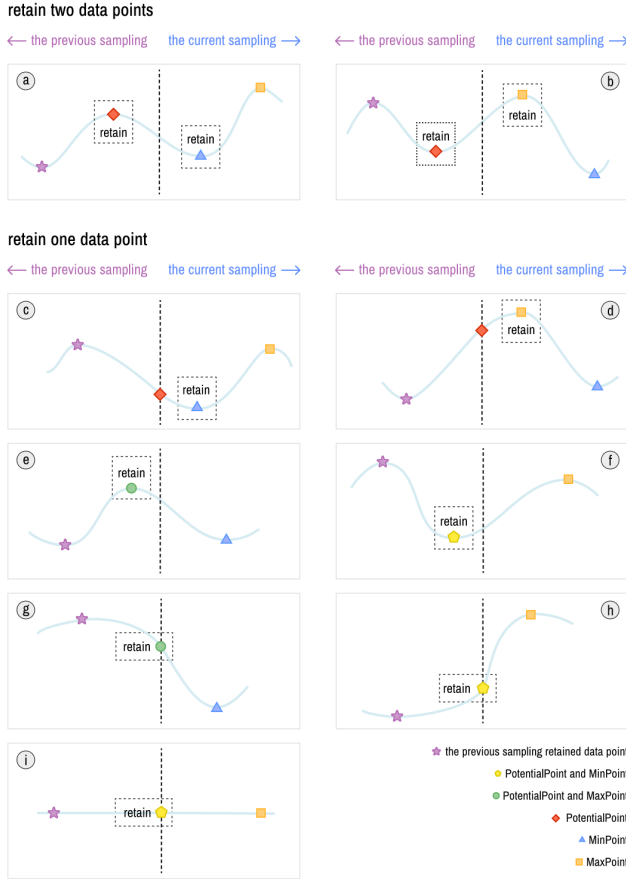 retain two data points
← the previous sampling the current sampling → ← the previous sampling the current sampling →
a
retain
retain
b
retain
retain
retain one data point
← the previous sampling the current sampling → ← the previous sampling the current sampling →
c
retain
d
retain
e
retain
f
retain
g
retain
h
retain
i
retain
the previous sampling retained data point
PotentialPoint and MinPoint
PotentialPoint and MaxPoint
PotentialPoint
MinPoint
MaxPoint